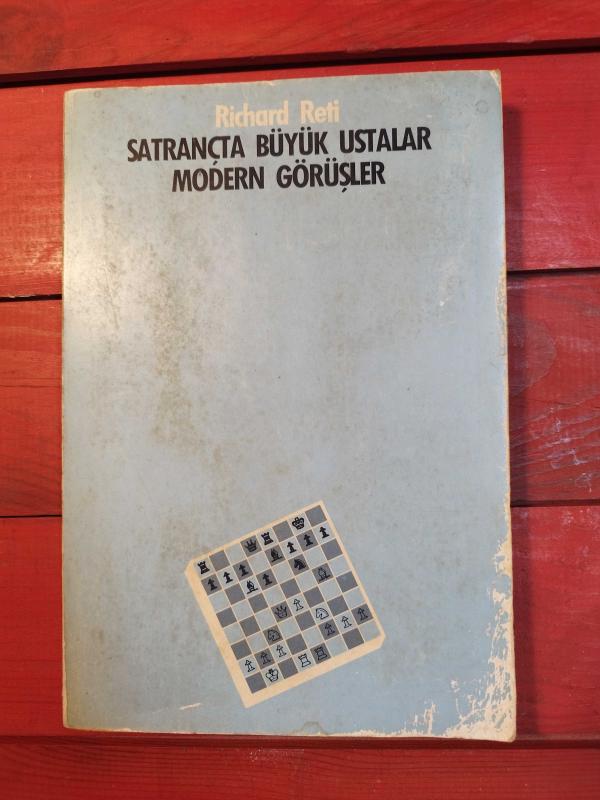 Richard Reti
SATRANÇTA BÜYÜK USTALAR
MODERN GÖRÜŞLER